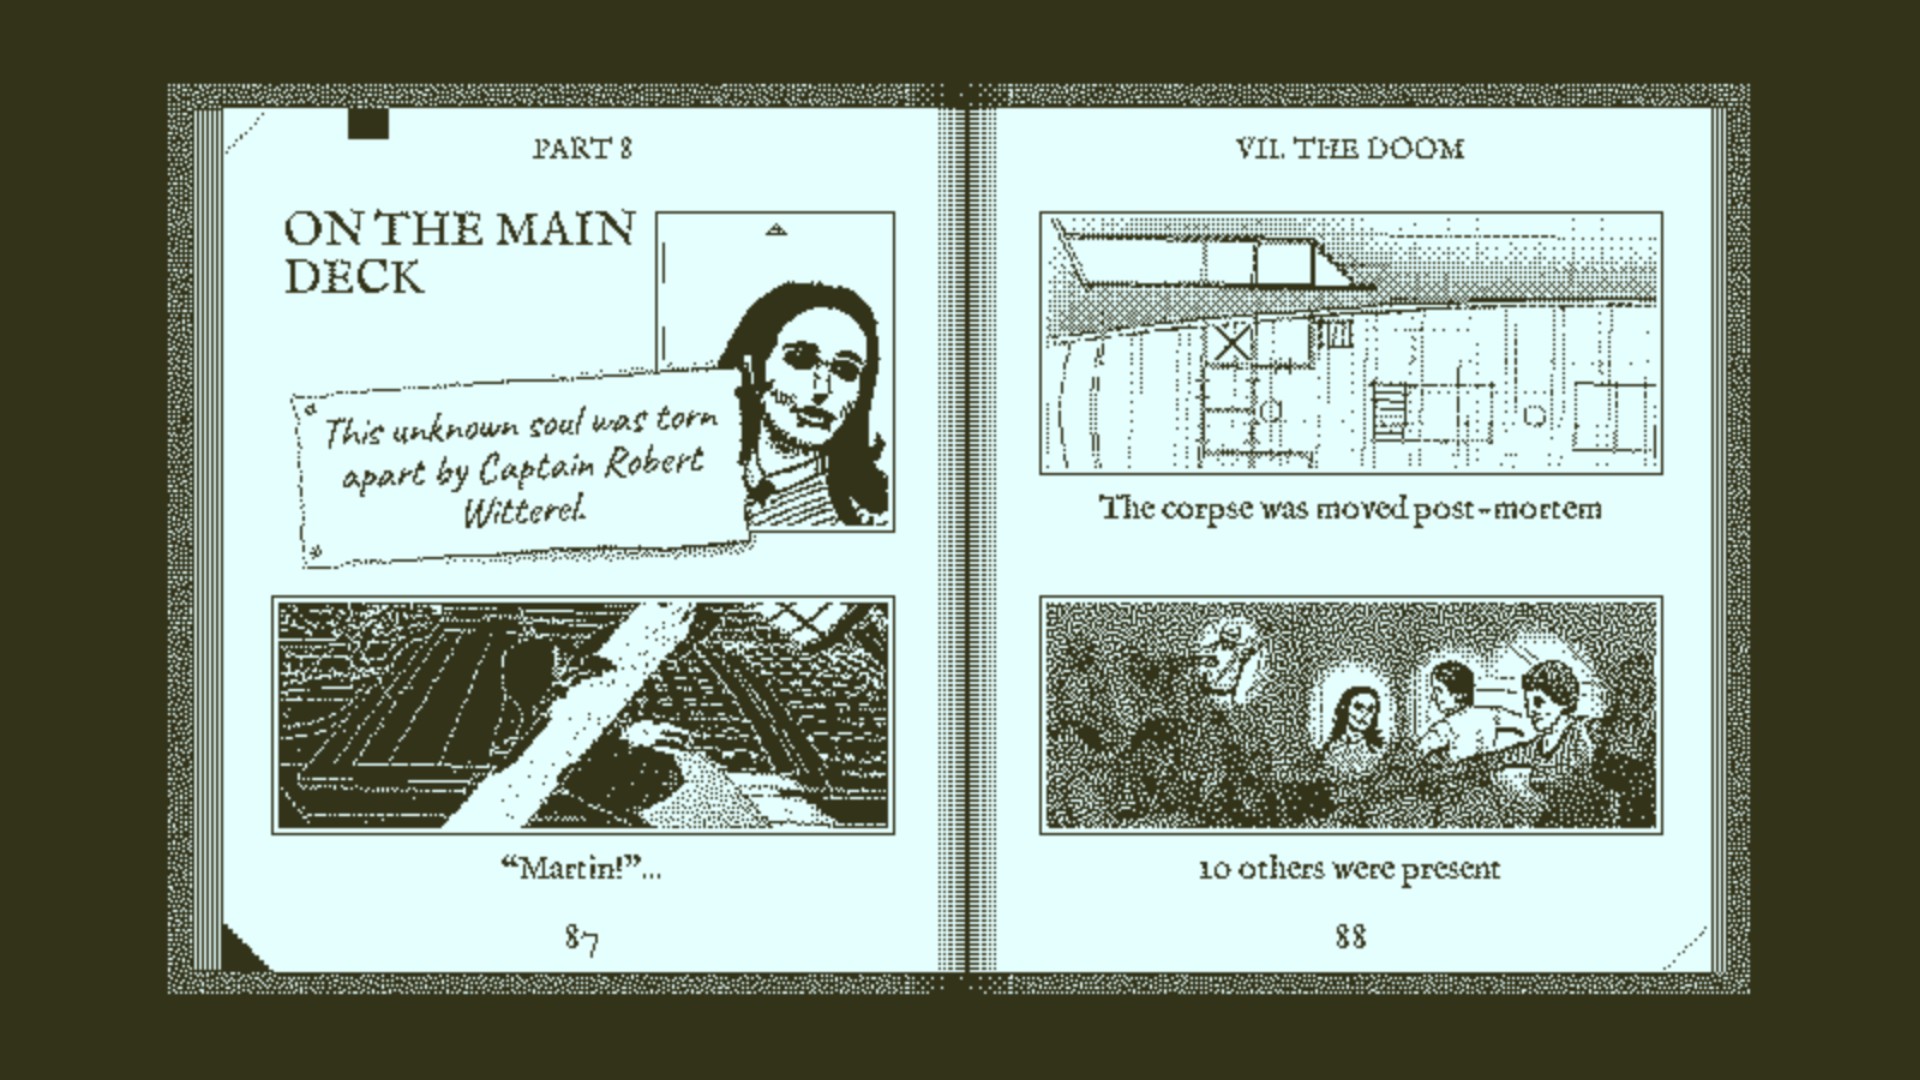 PART 8
ON THE MAIN
DECK
This unknown soul was torn
apart by Captain Robert
Witterel.
"Martin!"...
87
VII. THE DOOM
The corpse was moved post-mortem
10 others were present
88